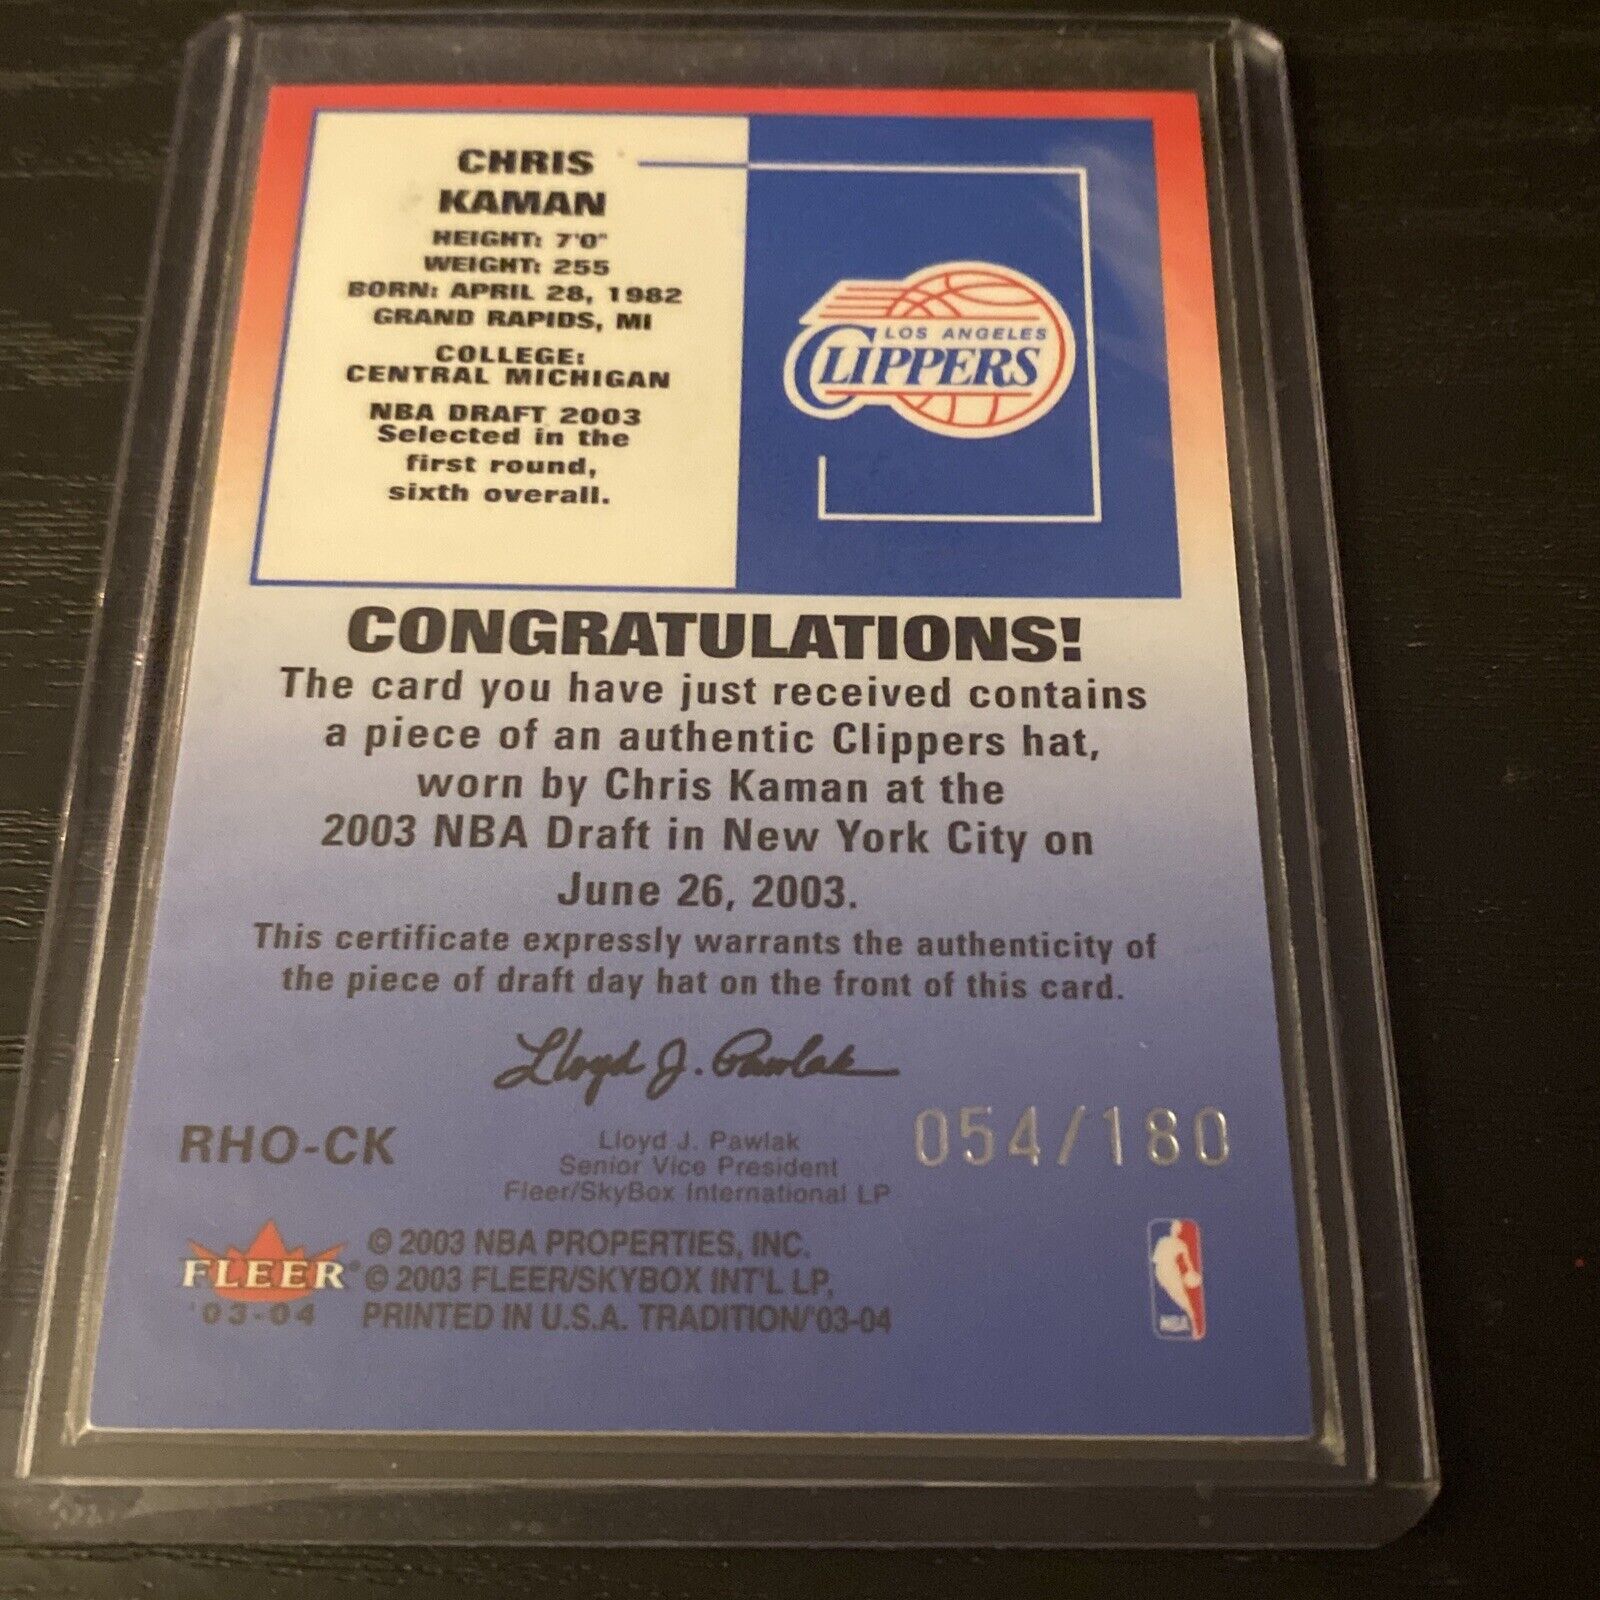 CHRIS
KAMAN
HEIGHT: 7'0"
WEIGHT: 255
BORN: APRIL 28, 1982
GRAND RAPIDS, MI
COLLEGE:
CENTRAL MICHIGAN
NBA DRAFT 2003
Selected in the
first round,
sixth overall.
LOS ANGELES
CLIPPERS
CONGRATULATIONS!
The card you have just received contains
a piece of an authentic Clippers hat,
worn by Chris Kaman at the
2003 NBA Draft in New York City on
June 26, 2003.
This certificate expressly warrants the authenticity of
the piece of draft day hat on the front of this card.
Lloyd J. Pawlak
RHO-CK
Lloyd J. Pawlak
Senior Vice President
Fleer/SkyBox International LP
054/180
FLEER®
'03-04
© 2003 NBA PROPERTIES, INC.
© 2003 FLEER/SKYBOX INT'L LP,
PRINTED IN U.S.A. TRADITION/'03-04
NBA